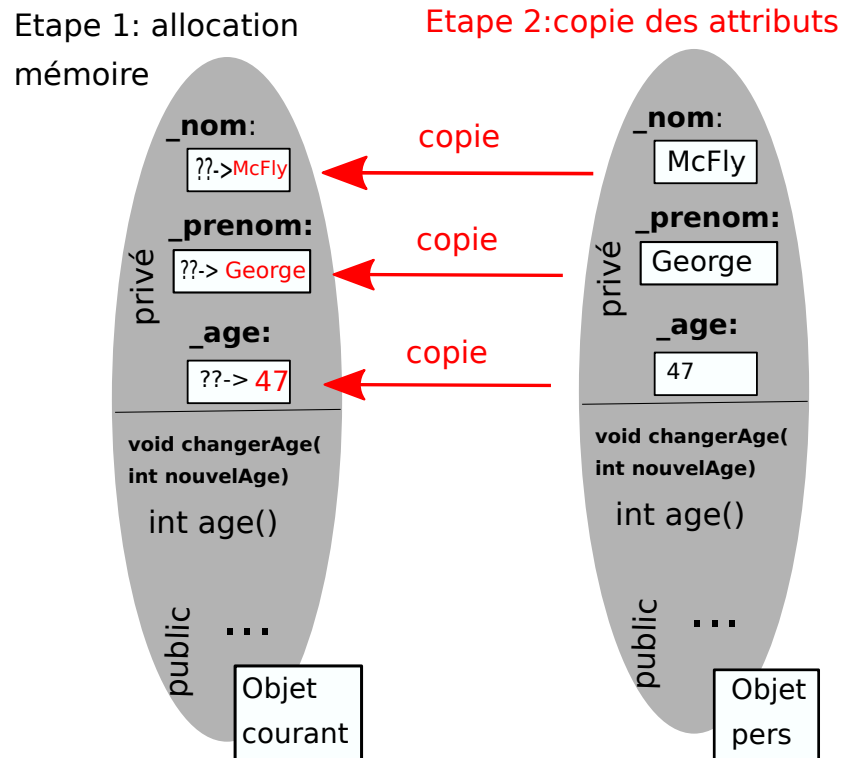 Etape 1: allocation
mémoire
Etape 2:copie des attributs
_nom:
??->McFly
_prenom:
??-> George
_age:
??-> 47
privé
void changerAge(
int nouvelAge)
int age()
public
...
Objet
courant
copie
copie
copie
_nom:
McFly
_prenom:
George
_age:
47
privé
void changerAge(
int nouvelAge)
int age()
public
...
Objet
pers